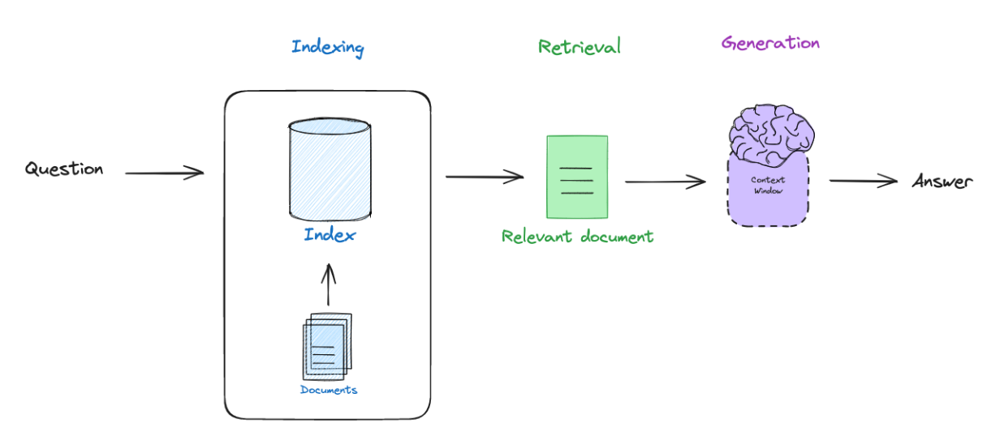 Indexing
Retrieval
Generation
Question
Index
Documents
Relevant document
Context
Window
Answer